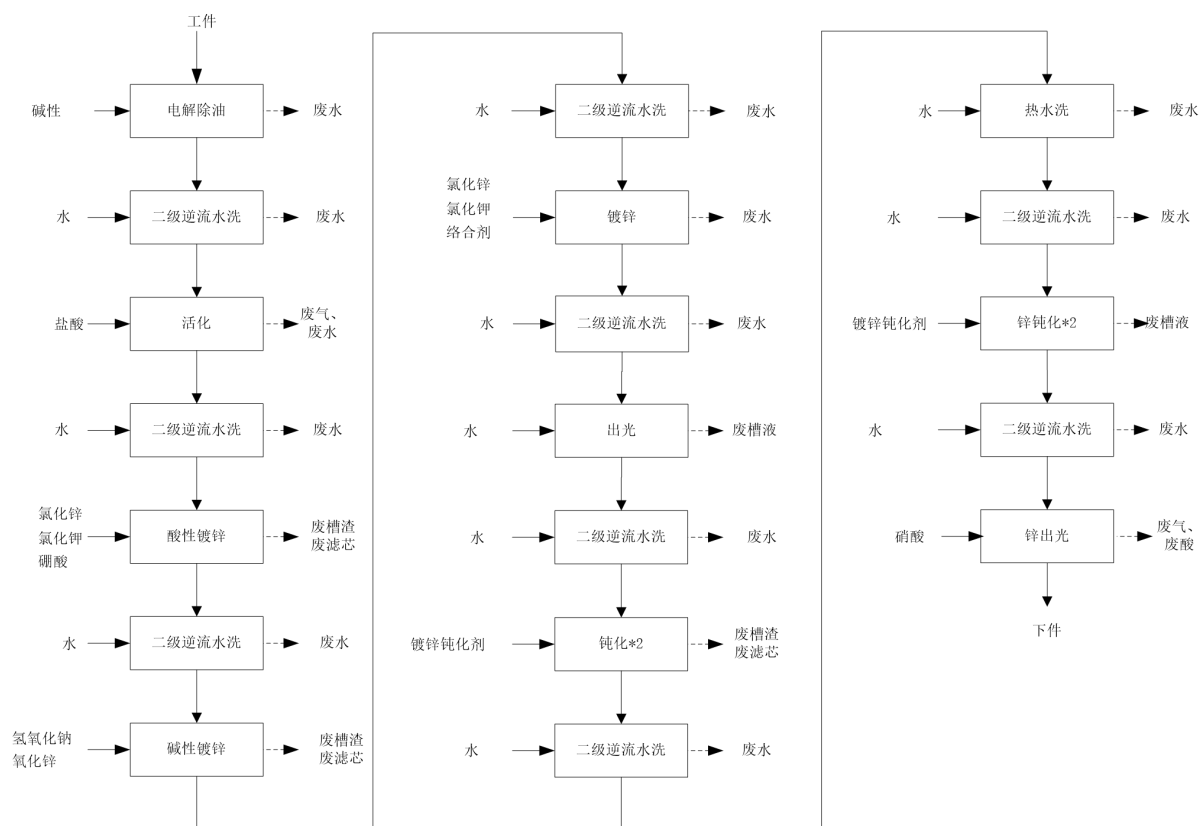 工件
碱性
电解除油
废水
水
二级逆流水洗
废水
盐酸
活化
废气、
废水
水
二级逆流水洗
废水
氯化锌
氯化钾
硼酸
酸性镀锌
废槽渣
废滤芯
水
二级逆流水洗
废水
氢氧化钠
氧化锌
碱性镀锌
废槽渣
废滤芯
水
二级逆流水洗
废水
氯化锌
氯化钾
络合剂
镀锌
废水
水
二级逆流水洗
废水
水
出光
废槽液
水
二级逆流水洗
废水
镀锌钝化剂
钝化*2
废槽渣
废滤芯
水
二级逆流水洗
废水
水
热水洗
废水
水
二级逆流水洗
废水
镀锌钝化剂
锌钝化*2
废槽液
水
二级逆流水洗
废水
硝酸
锌出光
废气、
废酸
下件